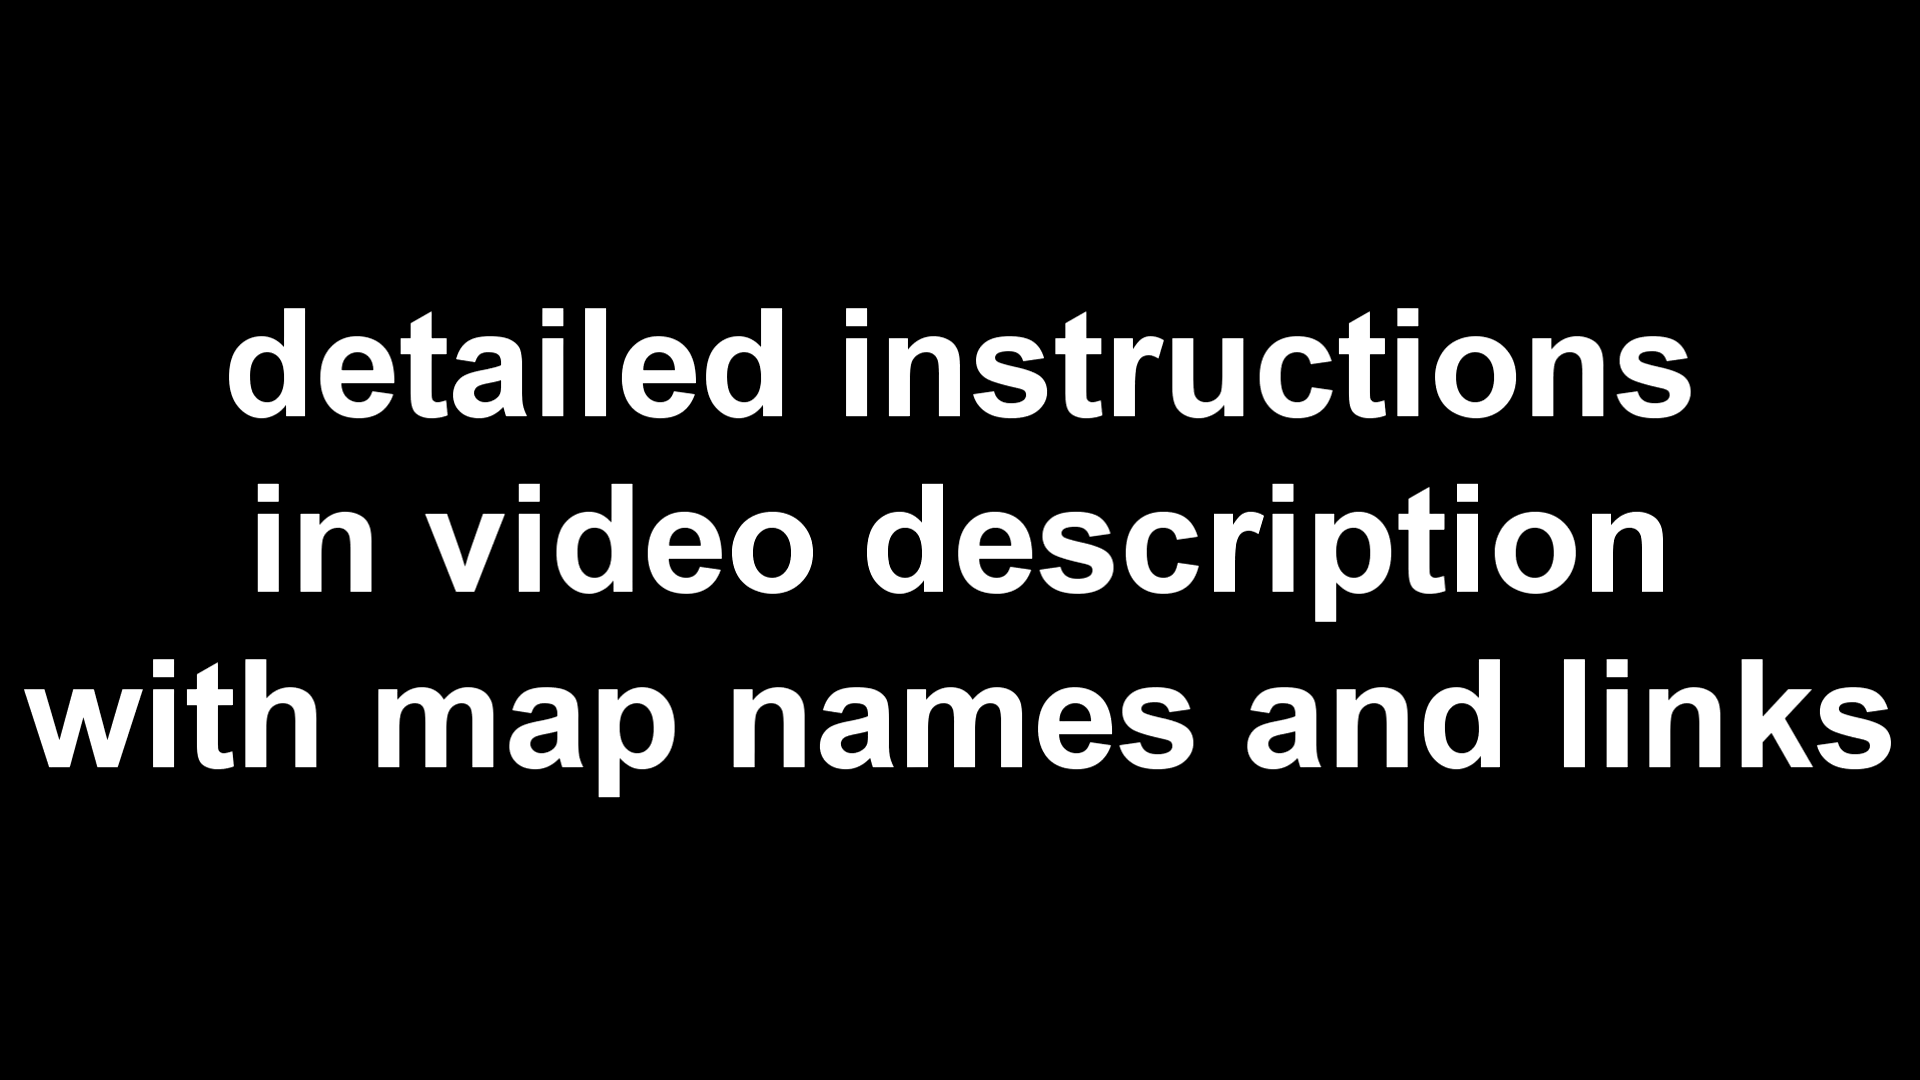 detailed instructions
in video description
with map names and links